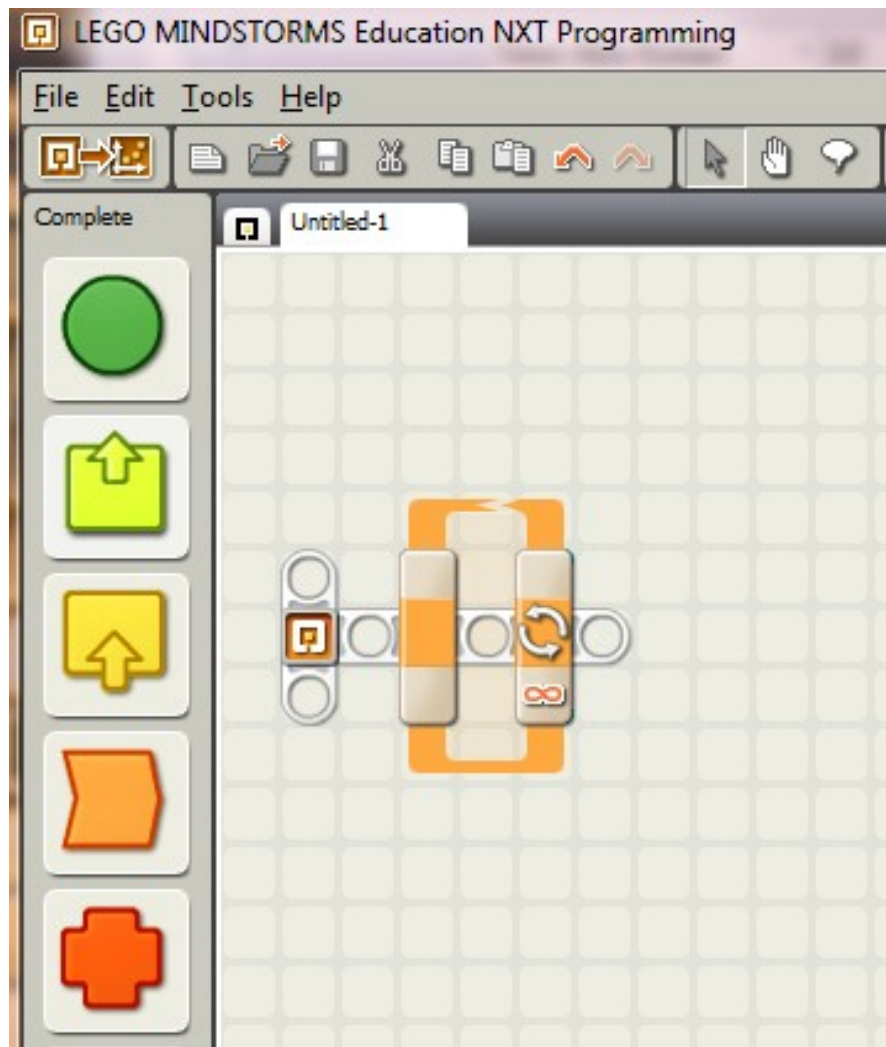 LEGO MINDSTORMS Education NXT Programming
File Edit Tools Help
Complete
Untitled-1